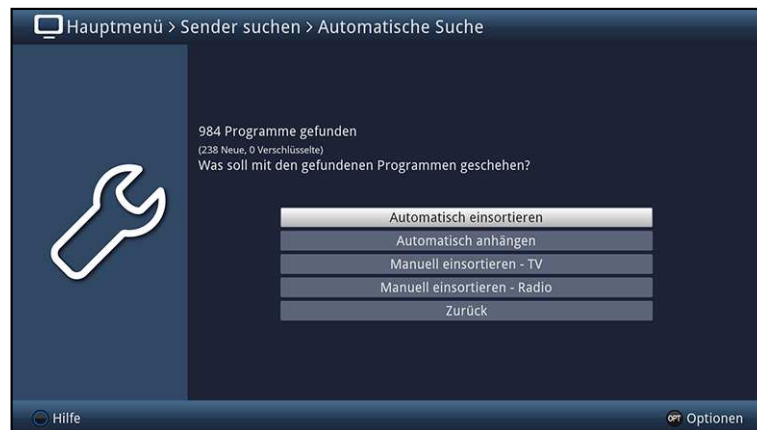 Hauptmenü > Sender suchen > Automatische Suche
984 Programme gefunden
(238 Neue, 0 Verschlüsselte)
Was soll mit den gefundenen Programmen geschehen?
Automatisch einsortieren
Automatisch anhängen
Manuell einsortieren - TV
Manuell einsortieren - Radio
Zurück
Hilfe
OPT Optionen